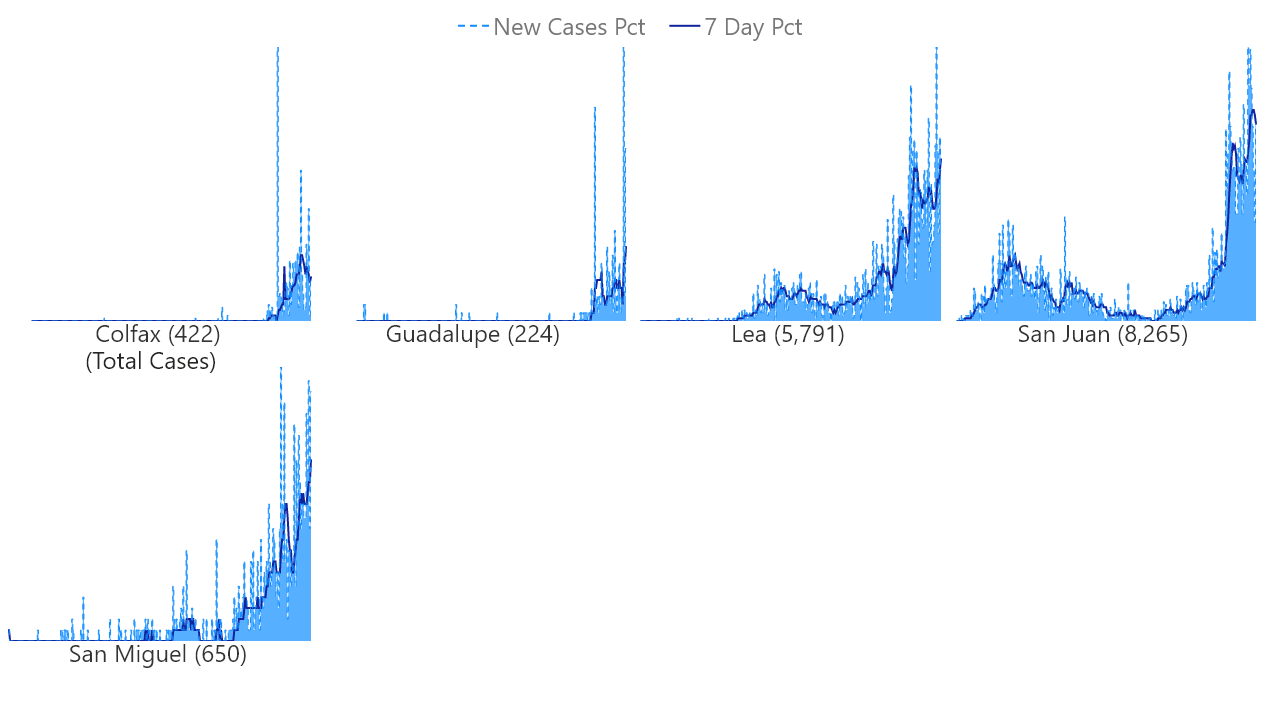 New Cases Pct 7 Day Pct
Colfax (422)
(Total Cases)
Guadalupe (224)
Lea (5,791)
San Juan (8,265)
San Miguel (650)